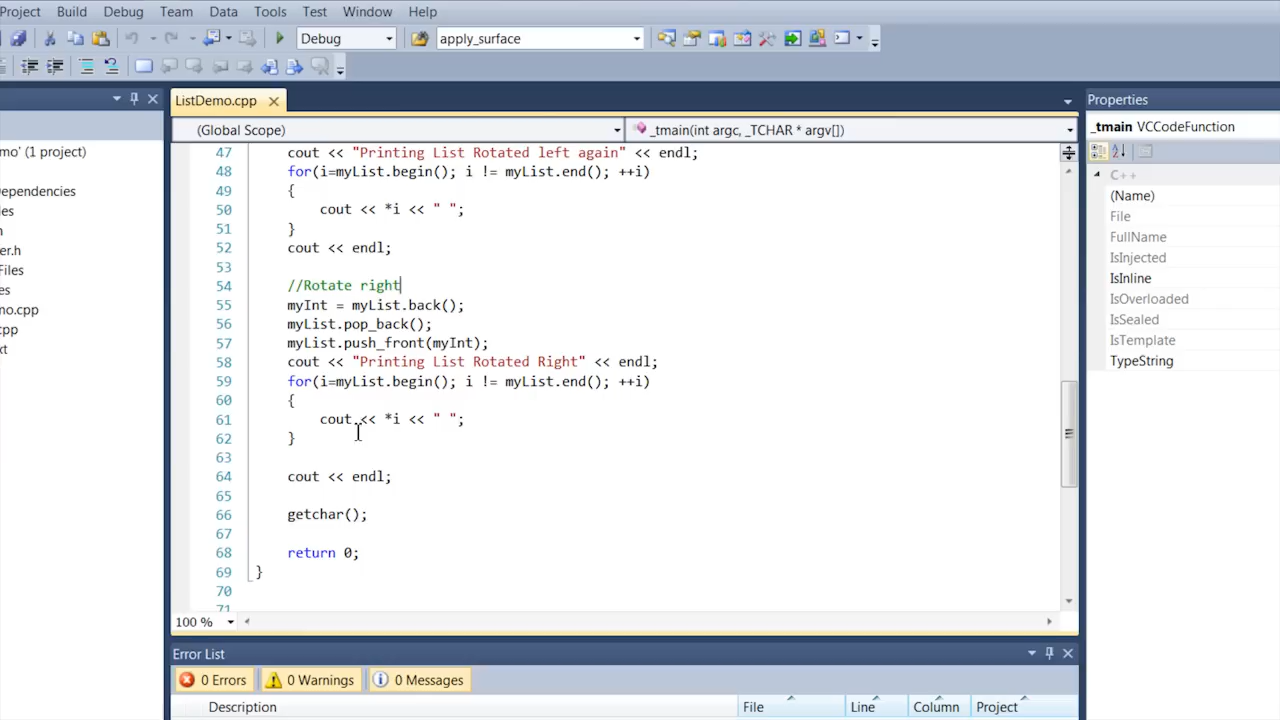 Project Build Debug Team Data Tools Test Window Help
Debug apply_surface
ListDemo.cpp
Properties
(Global Scope) _tmain(int argc, _TCHAR * argv[])
_tmain VCCodeFunction
mo' (1 project)
ependencies
les
h
er.h
Files
es
no.cpp
cpp
xt
47 cout << "Printing List Rotated left again" << endl;
48 for(i=myList.begin(); i != myList.end(); ++i)
49 {
50 cout << *i << " ";
51 }
52 cout << endl;
53
54 //Rotate right
55 myInt = myList.back();
56 myList.pop_back();
57 myList.push_front(myInt);
58 cout << "Printing List Rotated Right" << endl;
59 for(i=myList.begin(); i != myList.end(); ++i)
60 {
61 cout << *i << " ";
62 }
63
64 cout << endl;
65
66 getchar();
67
68 return 0;
69 }
70
71
C++
(Name)
File
FullName
IsInjected
IsInline
IsOverloaded
IsSealed
IsTemplate
TypeString
100 %
Error List
0 Errors 0 Warnings 0 Messages
Description File Line Column Project